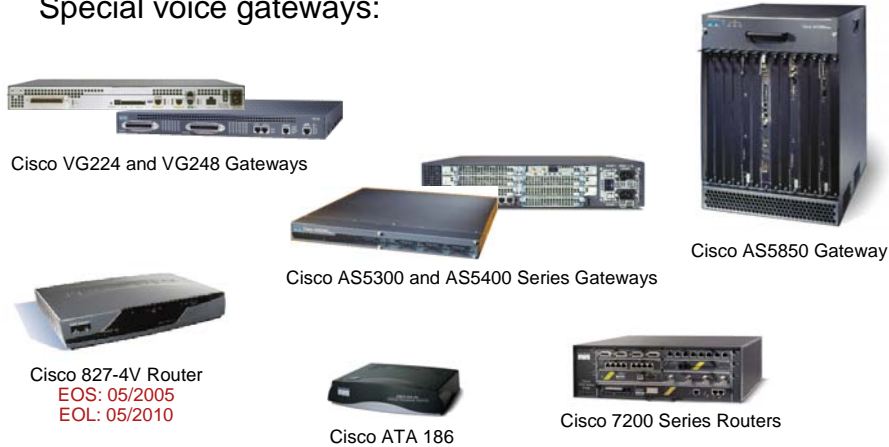 Special voice gateways:
Cisco VG224 and VG248 Gateways
Cisco AS5850 Gateway
Cisco AS5300 and AS5400 Series Gateways
Cisco 827-4V Router
EOS: 05/2005
EOL: 05/2010
Cisco ATA 186
Cisco 7200 Series Routers